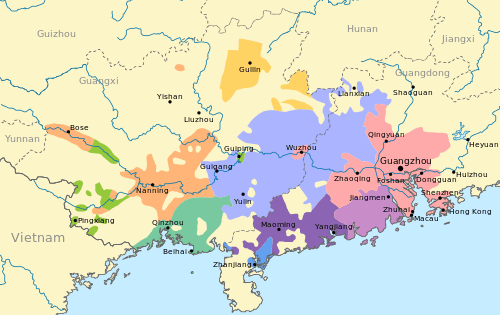 Guizhou
Hunan
Jiangxi
Guangxi
Guangdong
Yunnan
Vietnam
Guilin
Yishan
Liuzhou
Lianxian
Shaoguan
Bose
Qingyuan
Heyuan
Guiping
Wuzhou
Guangzhou
Guigang
Zhaoqing
Foshan
Dongguan
Huizhou
Nanning
Yulin
Jiangmen
Shenzhen
Zhuhai
Hong Kong
Macau
Pingxiang
Qinzhou
Maoming
Yangjiang
Beihai
Zhanjiang